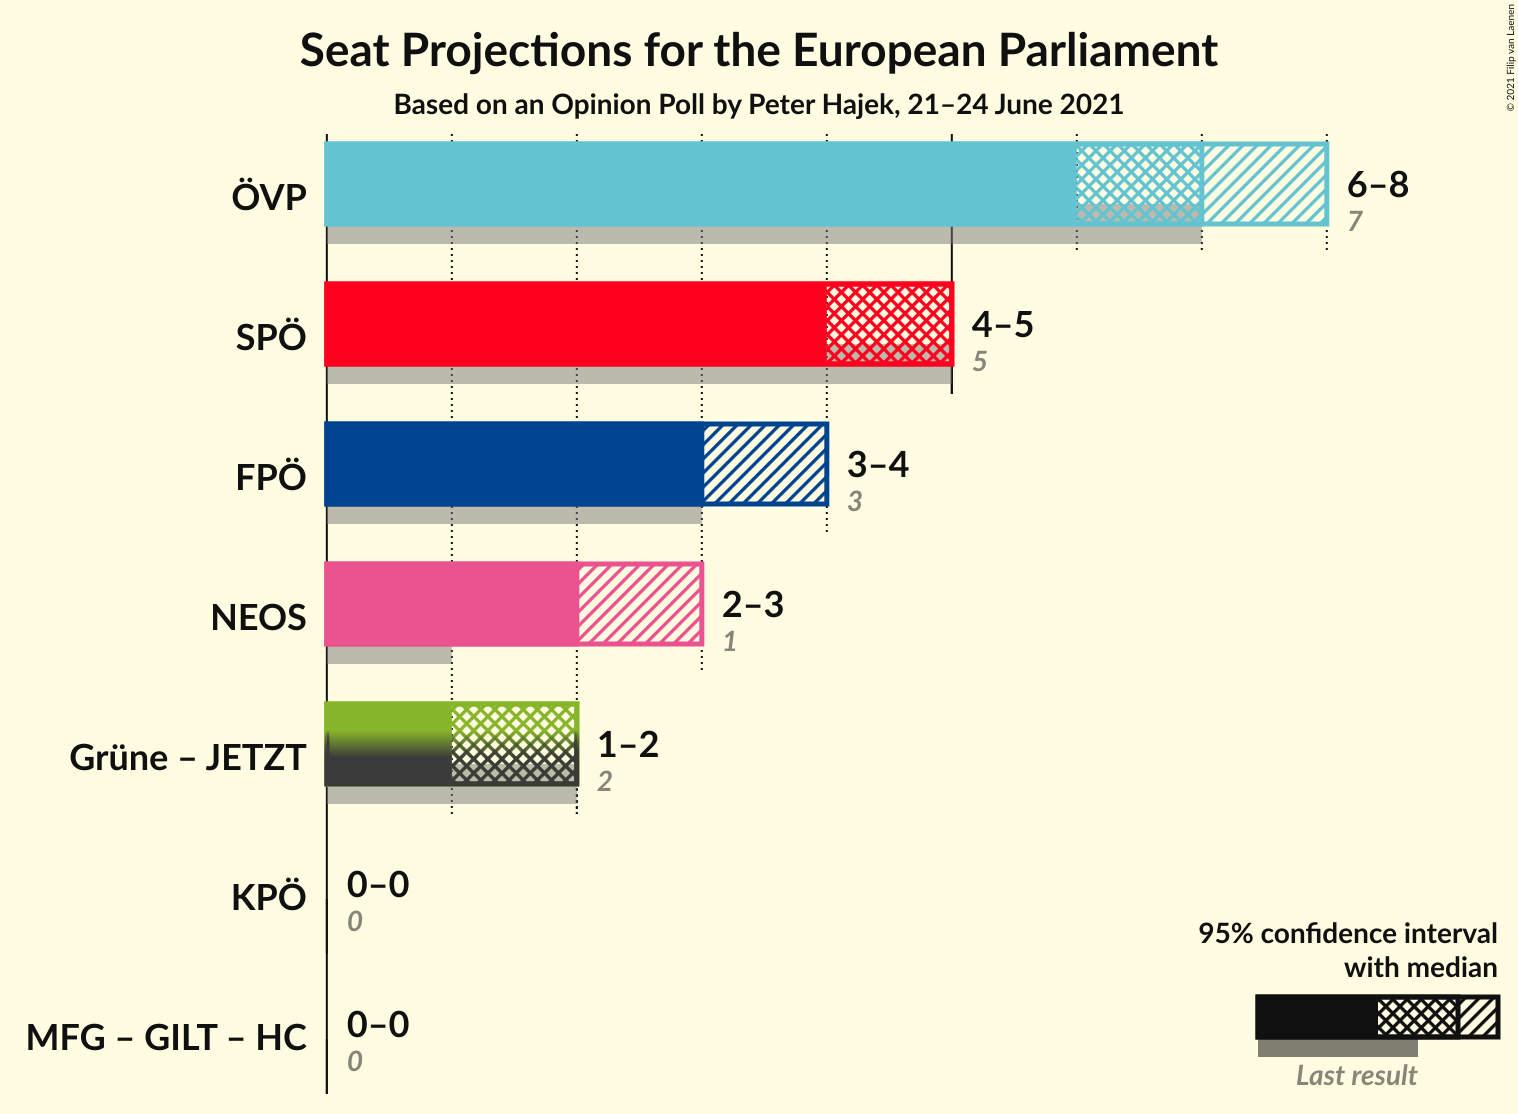 Seat Projections for the European Parliament
Based on an Opinion Poll by Peter Hajek, 21–24 June 2021
© 2021 Filip van Laenen
ÖVP
6–8
7
SPÖ
4–5
5
FPÖ
3–4
3
NEOS
2–3
1
Grüne – JETZT
1–2
2
KPÖ
0–0
0
MFG – GILT – HC
0–0
0
95% confidence interval
with median
Last result